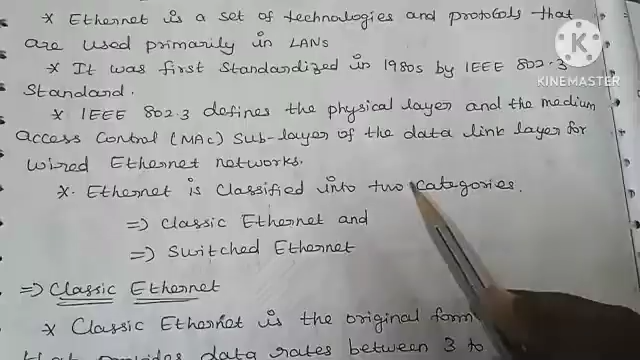 * Ethernet is a set of technologies and protocols that
are used primarily in LANs
* It was first standardized in 1980s by IEEE 802.3
Standard.
* IEEE 802.3 defines the physical layer and the medium
access control (MAC) sub-layer of the data link layer for
wired Ethernet networks.
* Ethernet is classified into two categories.
=> Classic Ethernet and
=> Switched Ethernet
=> Classic Ethernet
* Classic Ethernet is the original form
that provides data rates between 3 to
KINEMASTER